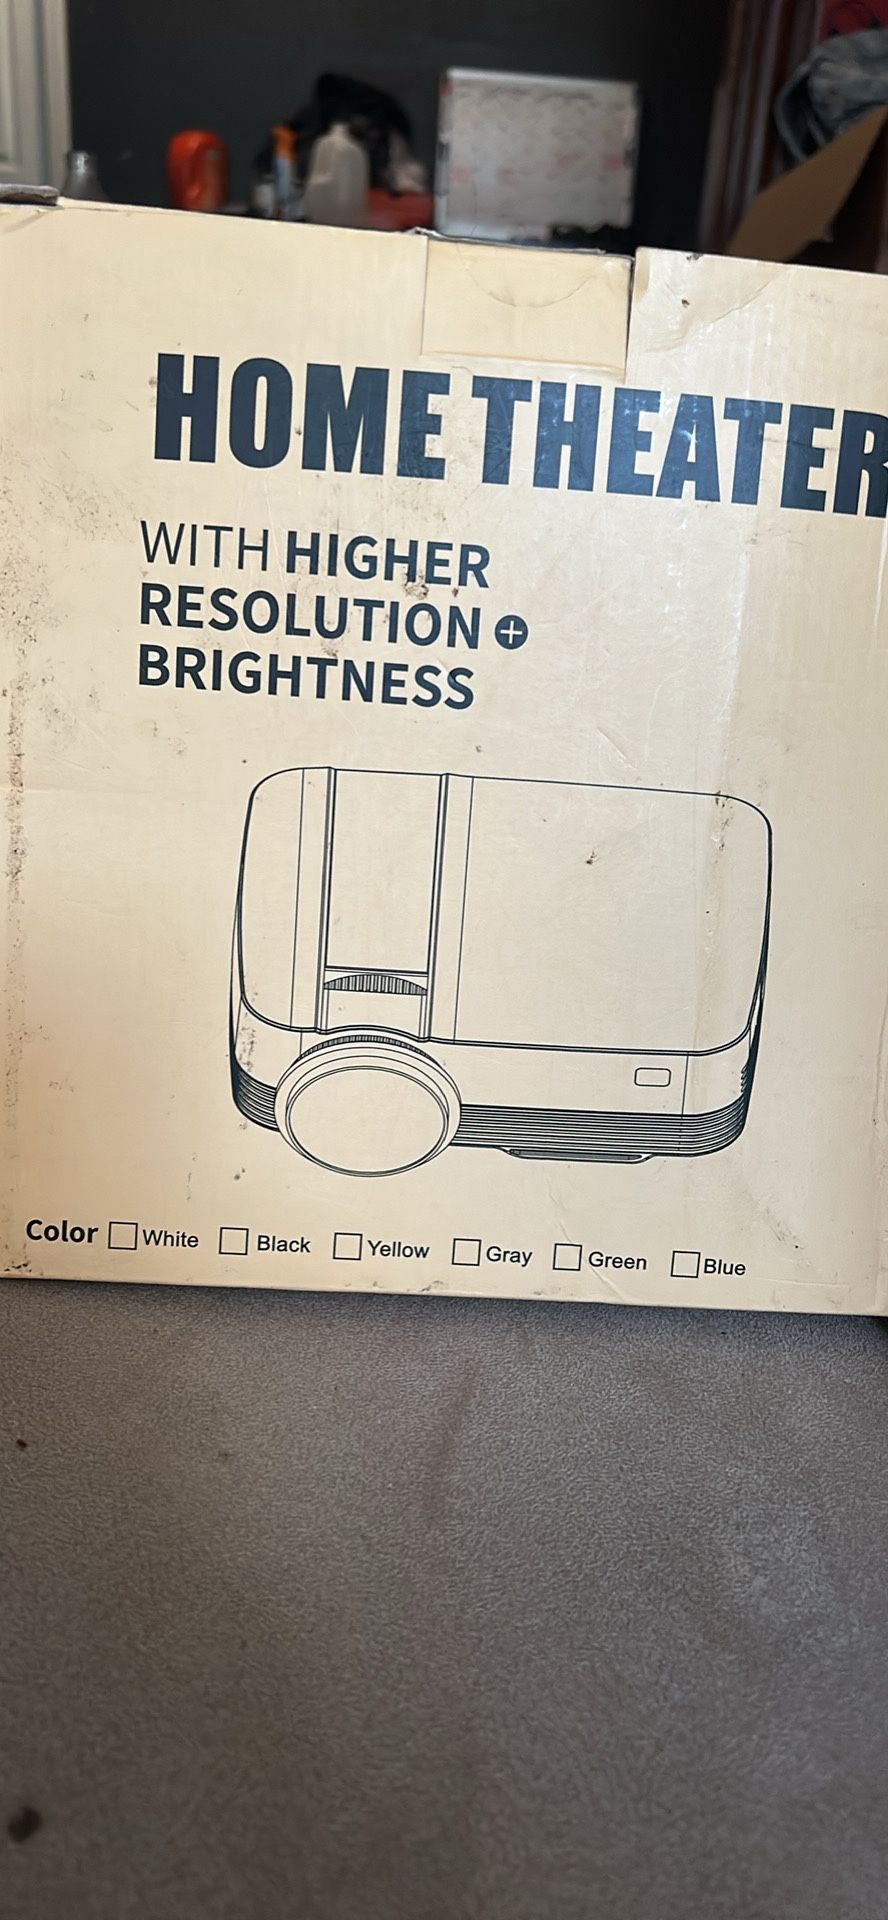 HOME THEATER
WITH HIGHER
RESOLUTION +
BRIGHTNESS
Color White Black Yellow Gray Green Blue